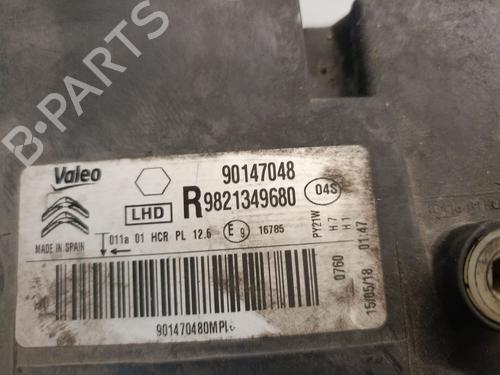 B-PARTS
Valeo
90147048
LHD
R 9821349680
04S
MADE IN SPAIN
011a 01 HCR PL 12.6
E9
16785
PY21W
H7
H1
0760
15/05/18 01:47